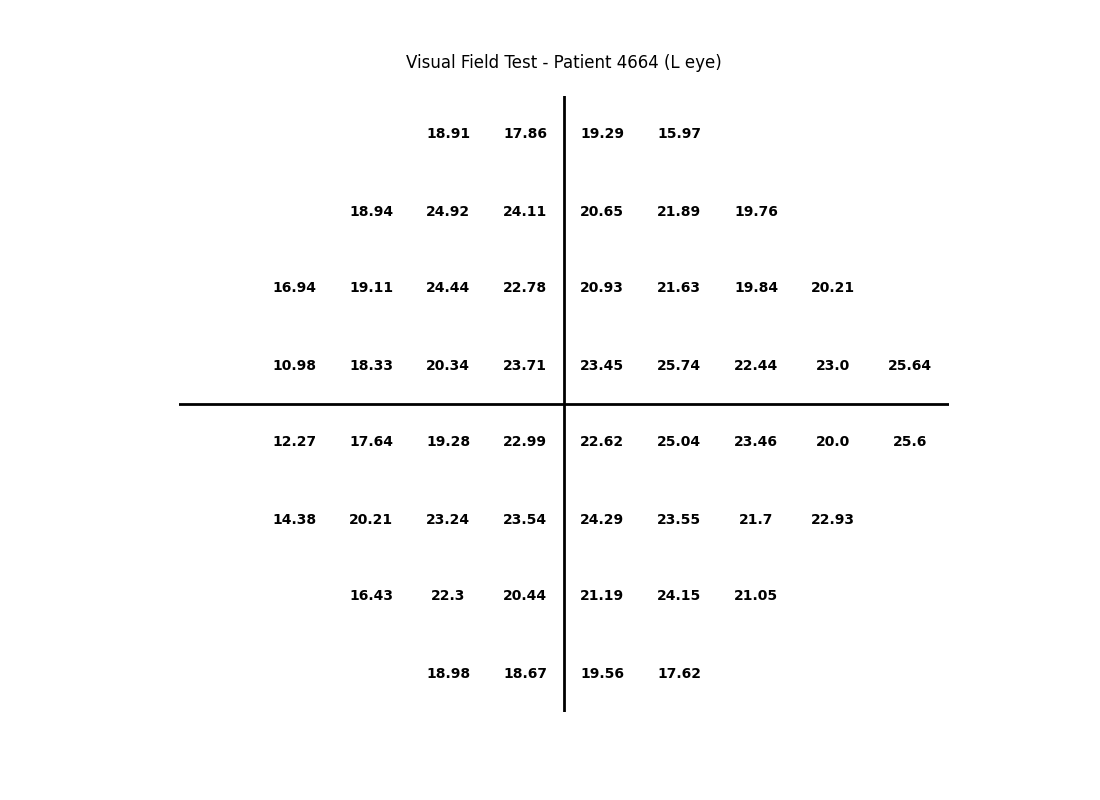 Visual Field Test - Patient 4664 (L eye)
18.91 17.86 19.29 15.97
18.94 24.92 24.11 20.65 21.89 19.76
16.94 19.11 24.44 22.78 20.93 21.63 19.84 20.21
10.98 18.33 20.34 23.71 23.45 25.74 22.44 23.0 25.64
12.27 17.64 19.28 22.99 22.62 25.04 23.46 20.0 25.6
14.38 20.21 23.24 23.54 24.29 23.55 21.7 22.93
16.43 22.3 20.44 21.19 24.15 21.05
18.98 18.67 19.56 17.62